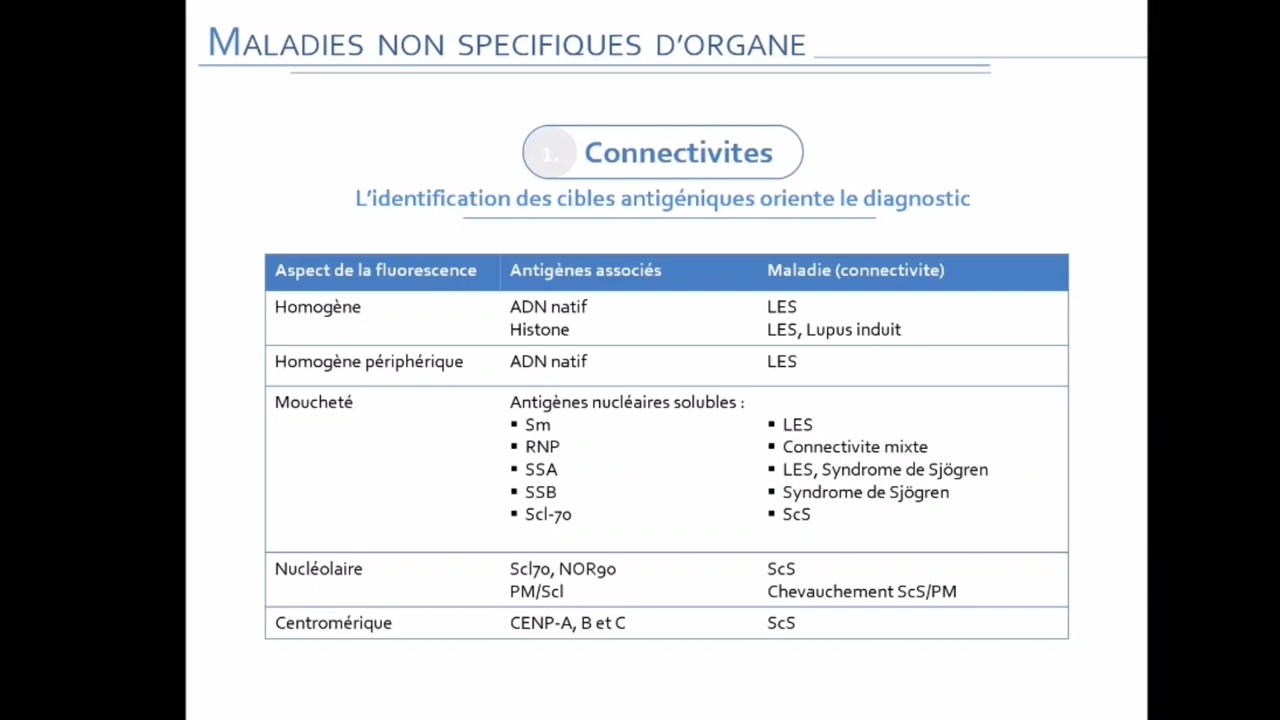 MALADIES NON SPECIFIQUES D'ORGANE
1. Connectivites
L'identification des cibles antigéniques oriente le diagnostic
Aspect de la fluorescence Antigènes associés Maladie (connectivite)
Homogène ADN natif LES
Histone LES, Lupus induit
Homogène périphérique ADN natif LES
Moucheté Antigènes nucléaires solubles :
▪ Sm ▪ LES
▪ RNP ▪ Connectivite mixte
▪ SSA ▪ LES, Syndrome de Sjögren
▪ SSB ▪ Syndrome de Sjögren
▪ Scl-70 ▪ ScS
Nucléolaire Scl70, NOR90 ScS
PM/Scl Chevauchement ScS/PM
Centromérique CENP-A, B et C ScS